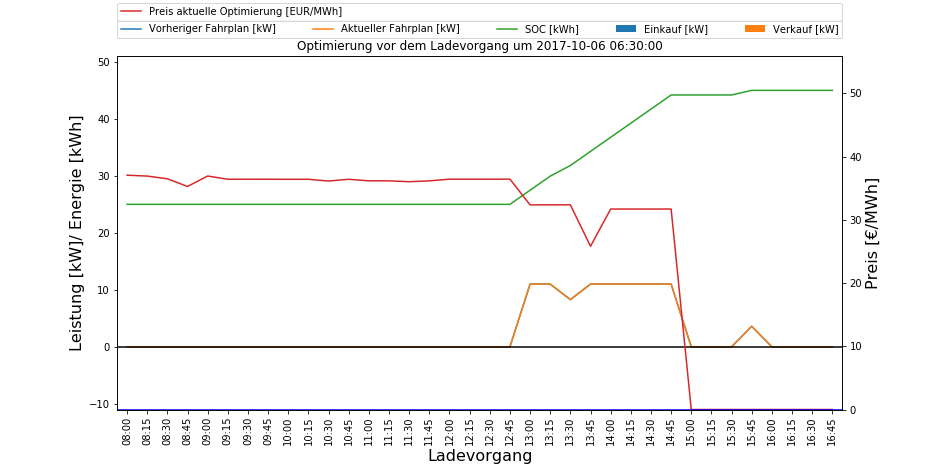 Preis aktuelle Optimierung [EUR/MWh]
Vorheriger Fahrplan [kW] Aktueller Fahrplan [kW] SOC [kWh] Einkauf [kW] Verkauf [kW]
Optimierung vor dem Ladevorgang um 2017-10-06 06:30:00
Leistung [kW]/ Energie [kWh]
50
40
30
20
10
0
−10
50
40
30
20
10
0
Preis [€/MWh]
08:00 08:15 08:30 08:45 09:00 09:15 09:30 09:45 10:00 10:15 10:30 10:45 11:00 11:15 11:30 11:45 12:00 12:15 12:30 12:45 13:00 13:15 13:30 13:45 14:00 14:15 14:30 14:45 15:00 15:15 15:30 15:45 16:00 16:15 16:30 16:45
Ladevorgang